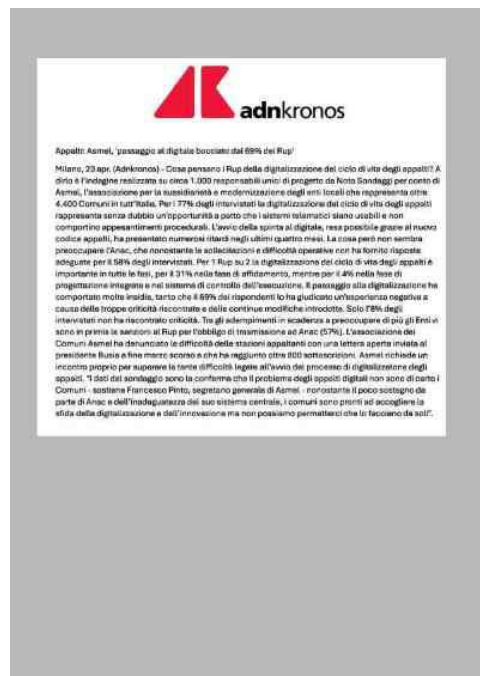 adnkronos
Appalti: Asmel, 'passaggio al digitale bocciato dal 69% dei Rup'
Milano, 23 apr. (Adnkronos) - Cosa pensano i Rup della digitalizzazione del ciclo di vita degli appalti? A
dirlo è l'indagine realizzata su circa 1.000 responsabili unici di progetto da Noto Sondaggi per conto di
Asmel, l'associazione per la sussidiarietà e modernizzazione degli enti locali che rappresenta oltre
4.400 Comuni in tutt'Italia. Per i 77% degli intervistati la digitalizzazione del ciclo di vita degli appalti
rappresenta senza dubbio un'opportunità a patto che i sistemi telematici siano usabili e non
comportino appesantimenti procedurali. L'avvio della spinta al digitale, resa possibile grazie al nuovo
codice appalti, ha presentato numerosi ritardi negli ultimi quattro mesi. La cosa però non sembra
preoccupare l'Anac, che nonostante le sollecitazioni e difficoltà operative non ha fornito risposte
adeguate per il 58% degli intervistati. Per 1 Rup su 2 la digitalizzazione del ciclo di vita degli appalti è
importante in tutte le fasi, per il 31% nella fase di affidamento, mentre per il 4% nella fase di
progettazione integrata e nel sistema di controllo dell'esecuzione. Il passaggio alla digitalizzazione ha
comportato molte insidie, tanto che il 69% dei rispondenti lo ha giudicato un'esperienza negativa a
causa delle troppe criticità riscontrate e delle continue modifiche introdotte. Solo l'8% degli
intervistati non ha riscontrato criticità. Tra gli adempimenti in scadenza a preoccupare di più gli Enti vi
sono in primis le sanzioni al Rup per l'obbligo di trasmissione ad Anac (57%). L'associazione dei
Comuni Asmel ha denunciato le difficoltà delle stazioni appaltanti con una lettera aperta inviata al
presidente Busia a fine marzo scorso e che ha raggiunto oltre 800 sottoscrizioni. Asmel richiede un
incontro proprio per superare le tante difficoltà legate all'avvio del processo di digitalizzazione degli
appalti. "I dati del sondaggio sono la conferma che il problema degli appalti digitali non sono di certo i
Comuni - sostiene Francesco Pinto, segretario generale di Asmel - nonostante il poco sostegno da
parte di Anac e dell'inadeguatezza del suo sistema centrale, i comuni sono pronti ad accogliere la
sfida della digitalizzazione e dell'innovazione ma non possiamo permetterci che lo facciano da soli".